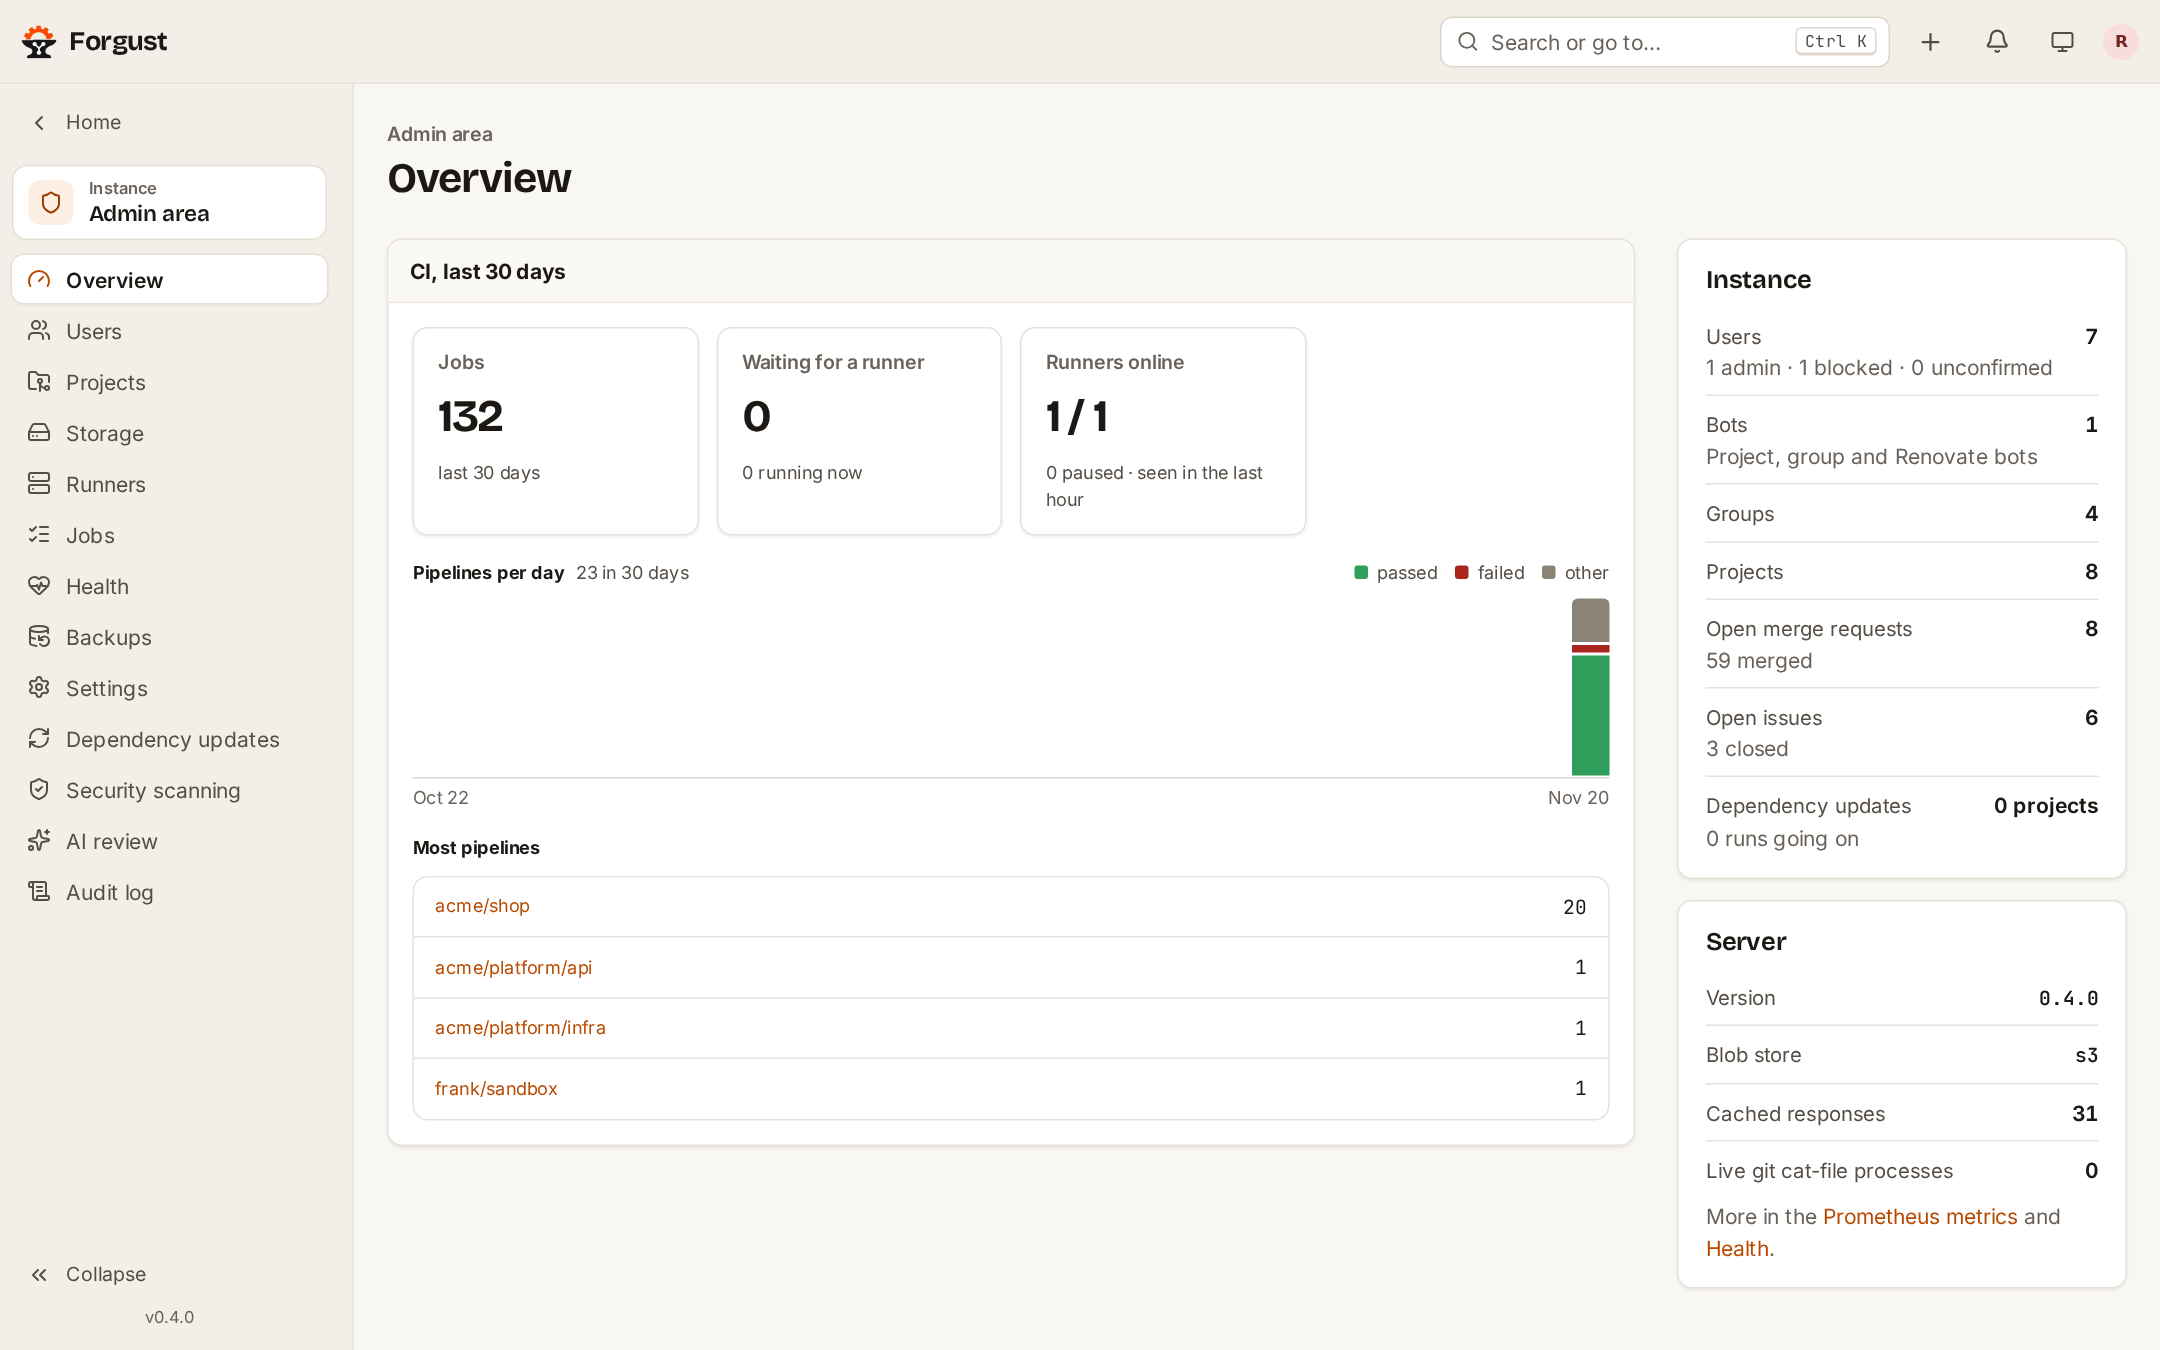 Forgust
Search or go to...
Ctrl K
R
Home
Instance
Admin area
Overview
Users
Projects
Storage
Runners
Jobs
Health
Backups
Settings
Dependency updates
Security scanning
AI review
Audit log
Collapse
v0.4.0
Admin area
Overview
CI, last 30 days
Jobs
132
last 30 days
Waiting for a runner
0
0 running now
Runners online
1 / 1
0 paused · seen in the last
hour
Pipelines per day 23 in 30 days
passed failed other
Oct 22 Nov 20
Most pipelines
acme/shop 20
acme/platform/api 1
acme/platform/infra 1
frank/sandbox 1
Instance
Users 7
1 admin · 1 blocked · 0 unconfirmed
Bots 1
Project, group and Renovate bots
Groups 4
Projects 8
Open merge requests 8
59 merged
Open issues 6
3 closed
Dependency updates 0 projects
0 runs going on
Server
Version 0.4.0
Blob store s3
Cached responses 31
Live git cat-file processes 0
More in the Prometheus metrics and
Health.